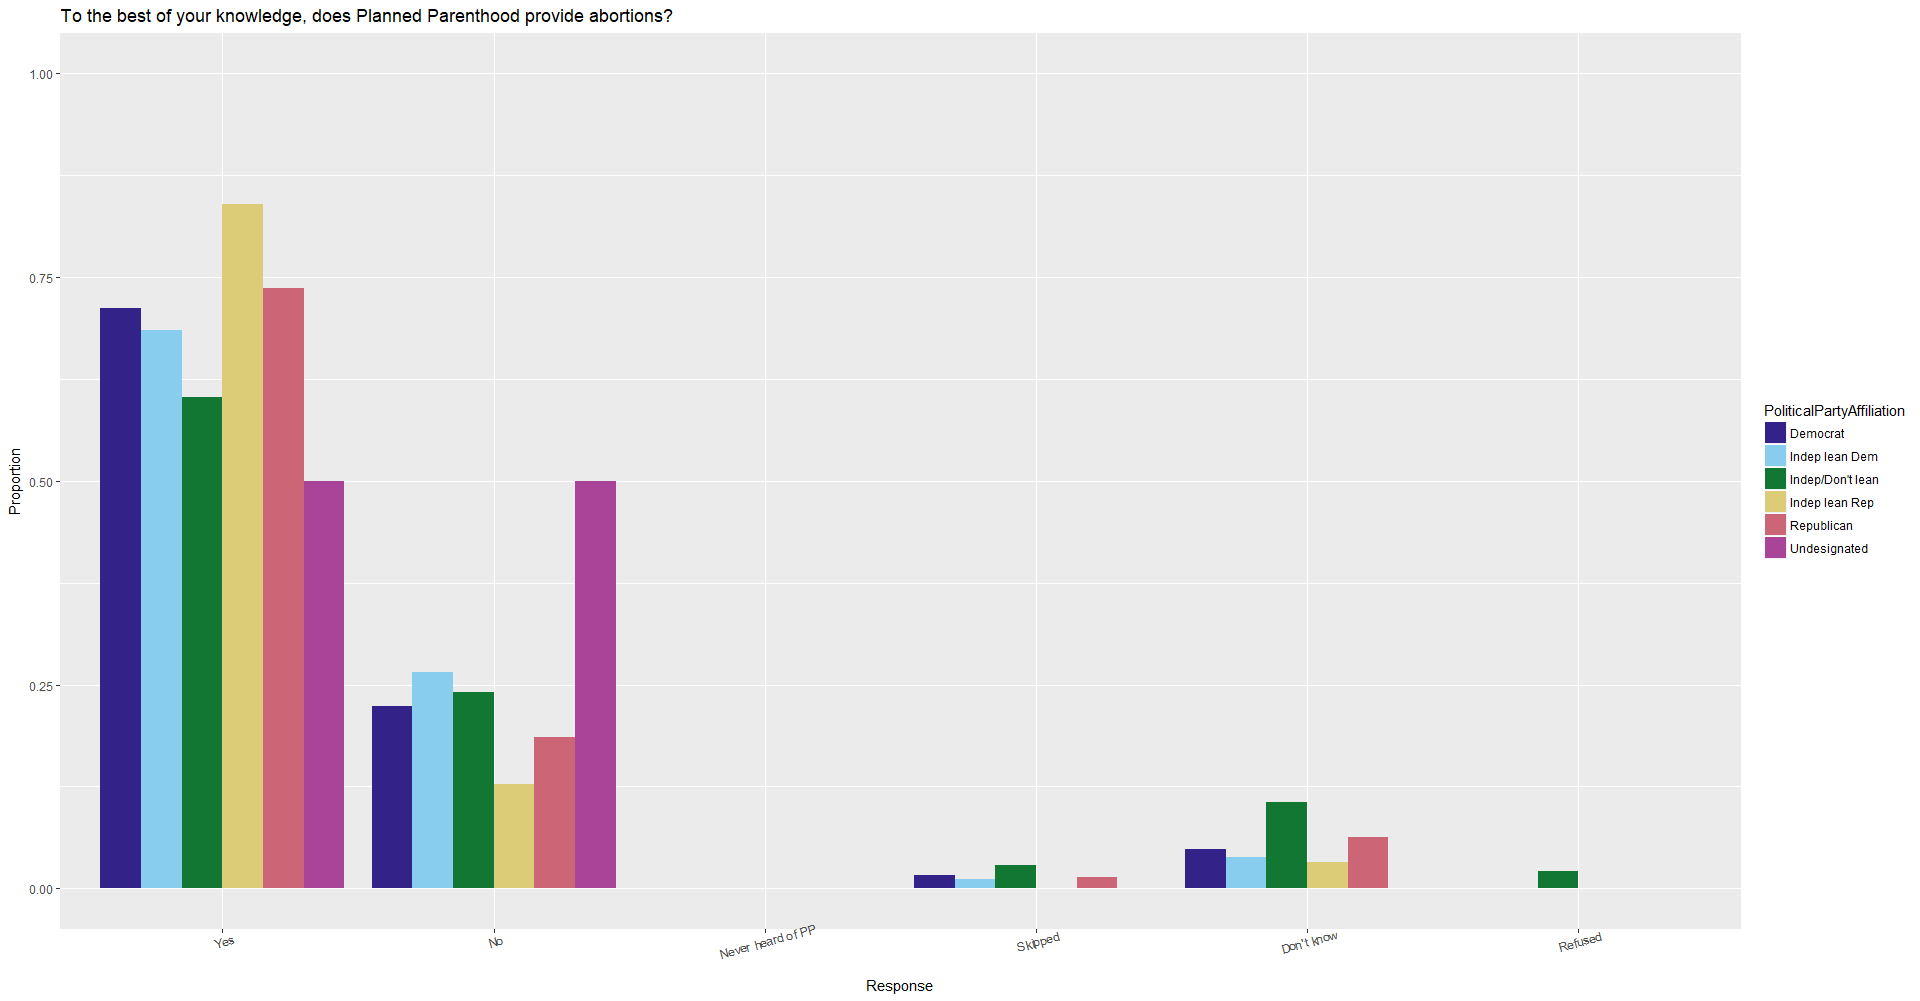 To the best of your knowledge, does Planned Parenthood provide abortions?
1.00
0.75
0.50
0.25
0.00
Proportion
Yes
No
Never heard of PP
Skipped
Don't know
Refused
Response
PoliticalPartyAffiliation
Democrat
Indep lean Dem
Indep/Don't lean
Indep lean Rep
Republican
Undesignated